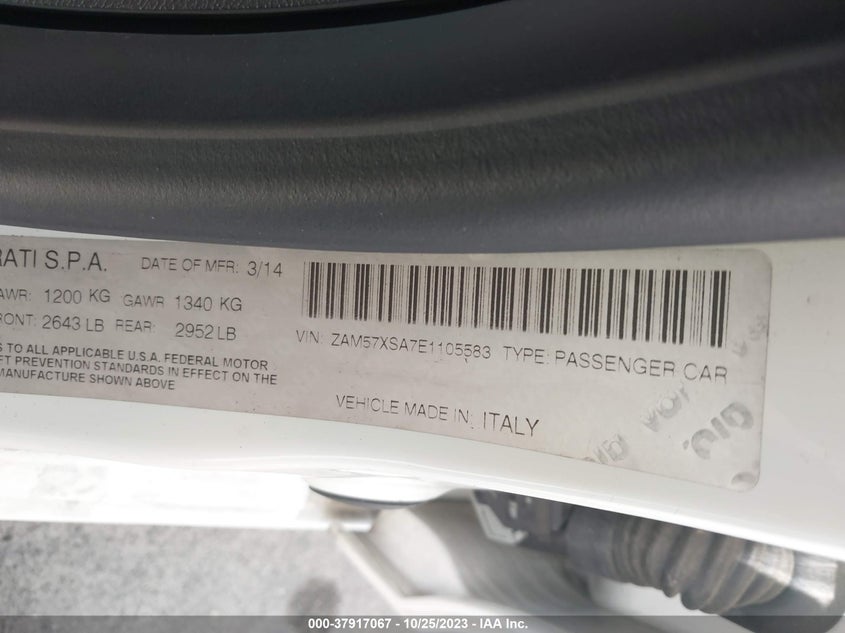 RATI S.P.A. DATE OF MFR: 3/14
AWR: 1200 KG GAWR 1340 KG
RONT: 2643 LB REAR: 2952 LB
S TO ALL APPLICABLE U.S.A. FEDERAL MOTOR
FT PREVENTION STANDARDS IN EFFECT ON THE
MANUFACTURE SHOWN ABOVE
VIN: ZAM57XSA7E1105583 TYPE: PASSENGER CAR
VEHICLE MADE IN: ITALY
VOID
000-37917067 - 10/25/2023 - IAA Inc.